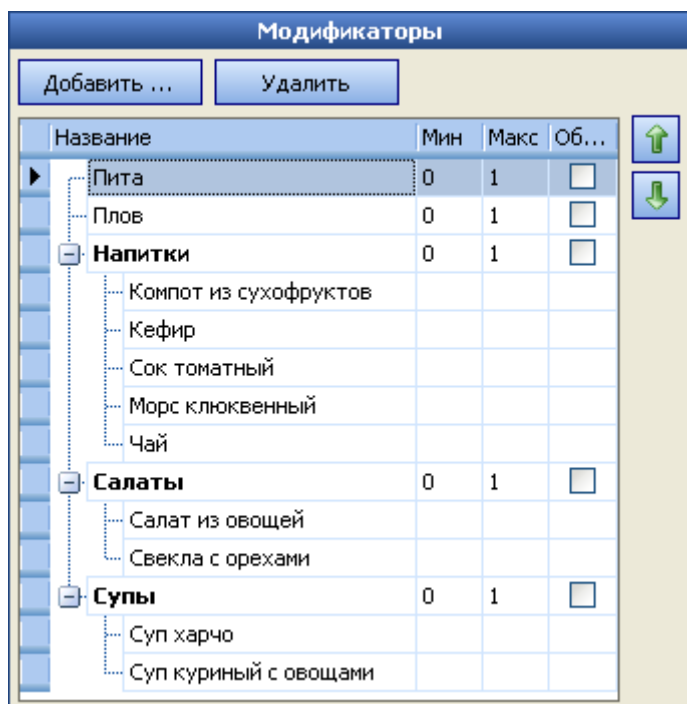 Модификаторы
Добавить ... Удалить
Название Мин Макс Об...
Пита 0 1
Плов 0 1
Напитки 0 1
Компот из сухофруктов
Кефир
Сок томатный
Морс клюквенный
Чай
Салаты 0 1
Салат из овощей
Свекла с орехами
Супы 0 1
Суп харчо
Суп куриный с овощами